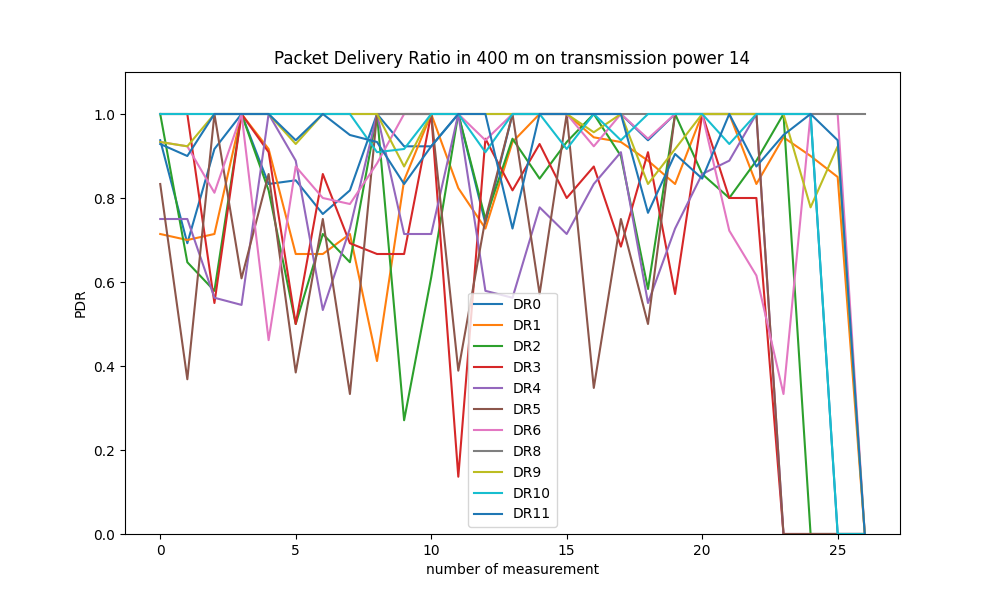 Packet Delivery Ratio in 400 m on transmission power 14
1.0
0.8
0.6
0.4
0.2
0.0
PDR
DR0
DR1
DR2
DR3
DR4
DR5
DR6
DR8
DR9
DR10
DR11
0 5 10 15 20 25
number of measurement